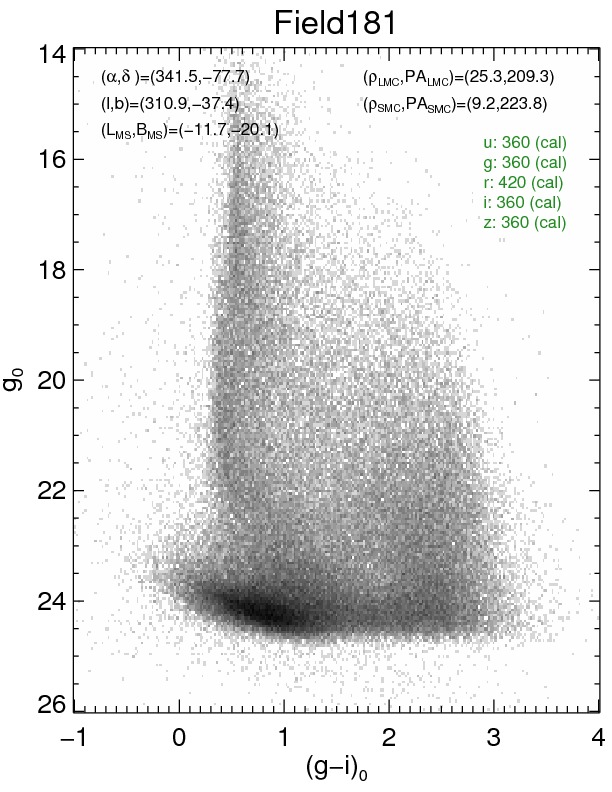 Field181
(α,δ )=(341.5,−77.7)
(ρLMC,PALMC)=(25.3,209.3)
(l,b)=(310.9,−37.4)
(ρSMC,PASMC)=(9.2,223.8)
(LMS,BMS)=(−11.7,−20.1)
u: 360 (cal)
g: 360 (cal)
r: 420 (cal)
i: 360 (cal)
z: 360 (cal)
14
16
18
20
22
24
26
g0
−1 0 1 2 3 4
(g−i)0